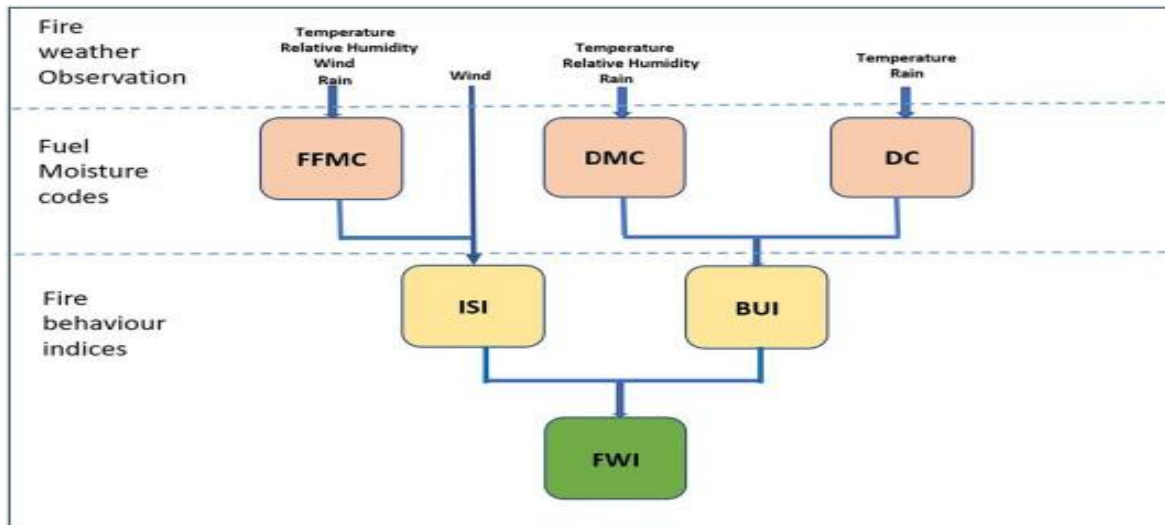 Fire
weather
Observation
Temperature
Relative Humidity
Wind
Rain
Wind
Temperature
Relative Humidity
Rain
Temperature
Rain
Fuel
Moisture
codes
FFMC
DMC
DC
Fire
behaviour
indices
ISI
BUI
FWI